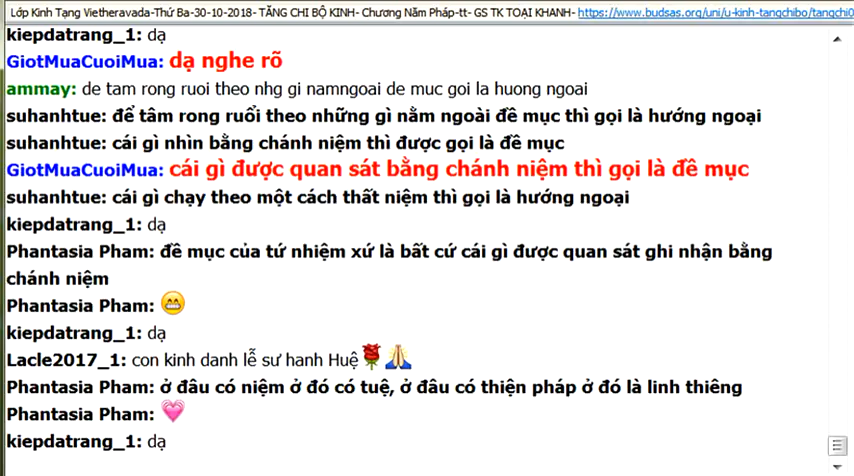 Lớp Kinh Tạng Vietheravada-Thứ Ba-30-10-2018- TĂNG CHI BỘ KINH- Chương Năm Pháp-tt- GS TK TOẠI KHANH- https://www.budsas.org/uni/u-kinh-tangchibo/tangchi0
kiepdatrang_1: dạ
GiotMuaCuoiMua: dạ nghe rõ
ammay: de tam rong ruoi theo nhg gi namngoai de muc goi la huong ngoai
suhanhtue: để tâm rong ruổi theo những gì nằm ngoài đề mục thì gọi là hướng ngoại
suhanhtue: cái gì nhìn bằng chánh niệm thì được gọi là đề mục
GiotMuaCuoiMua: cái gì được quan sát bằng chánh niệm thì gọi là đề mục
suhanhtue: cái gì chạy theo một cách thất niệm thì gọi là hướng ngoại
kiepdatrang_1: dạ
Phantasia Pham: đề mục của tứ nhiệm xứ là bất cứ cái gì được quan sát ghi nhận bằng
chánh niệm
Phantasia Pham: 😁
kiepdatrang_1: dạ
Lacle2017_1: con kinh danh lễ sư hanh Huệ🌹🙏
Phantasia Pham: ở đâu có niệm ở đó có tuệ, ở đâu có thiện pháp ở đó là linh thiêng
Phantasia Pham: 💗
kiepdatrang_1: dạ